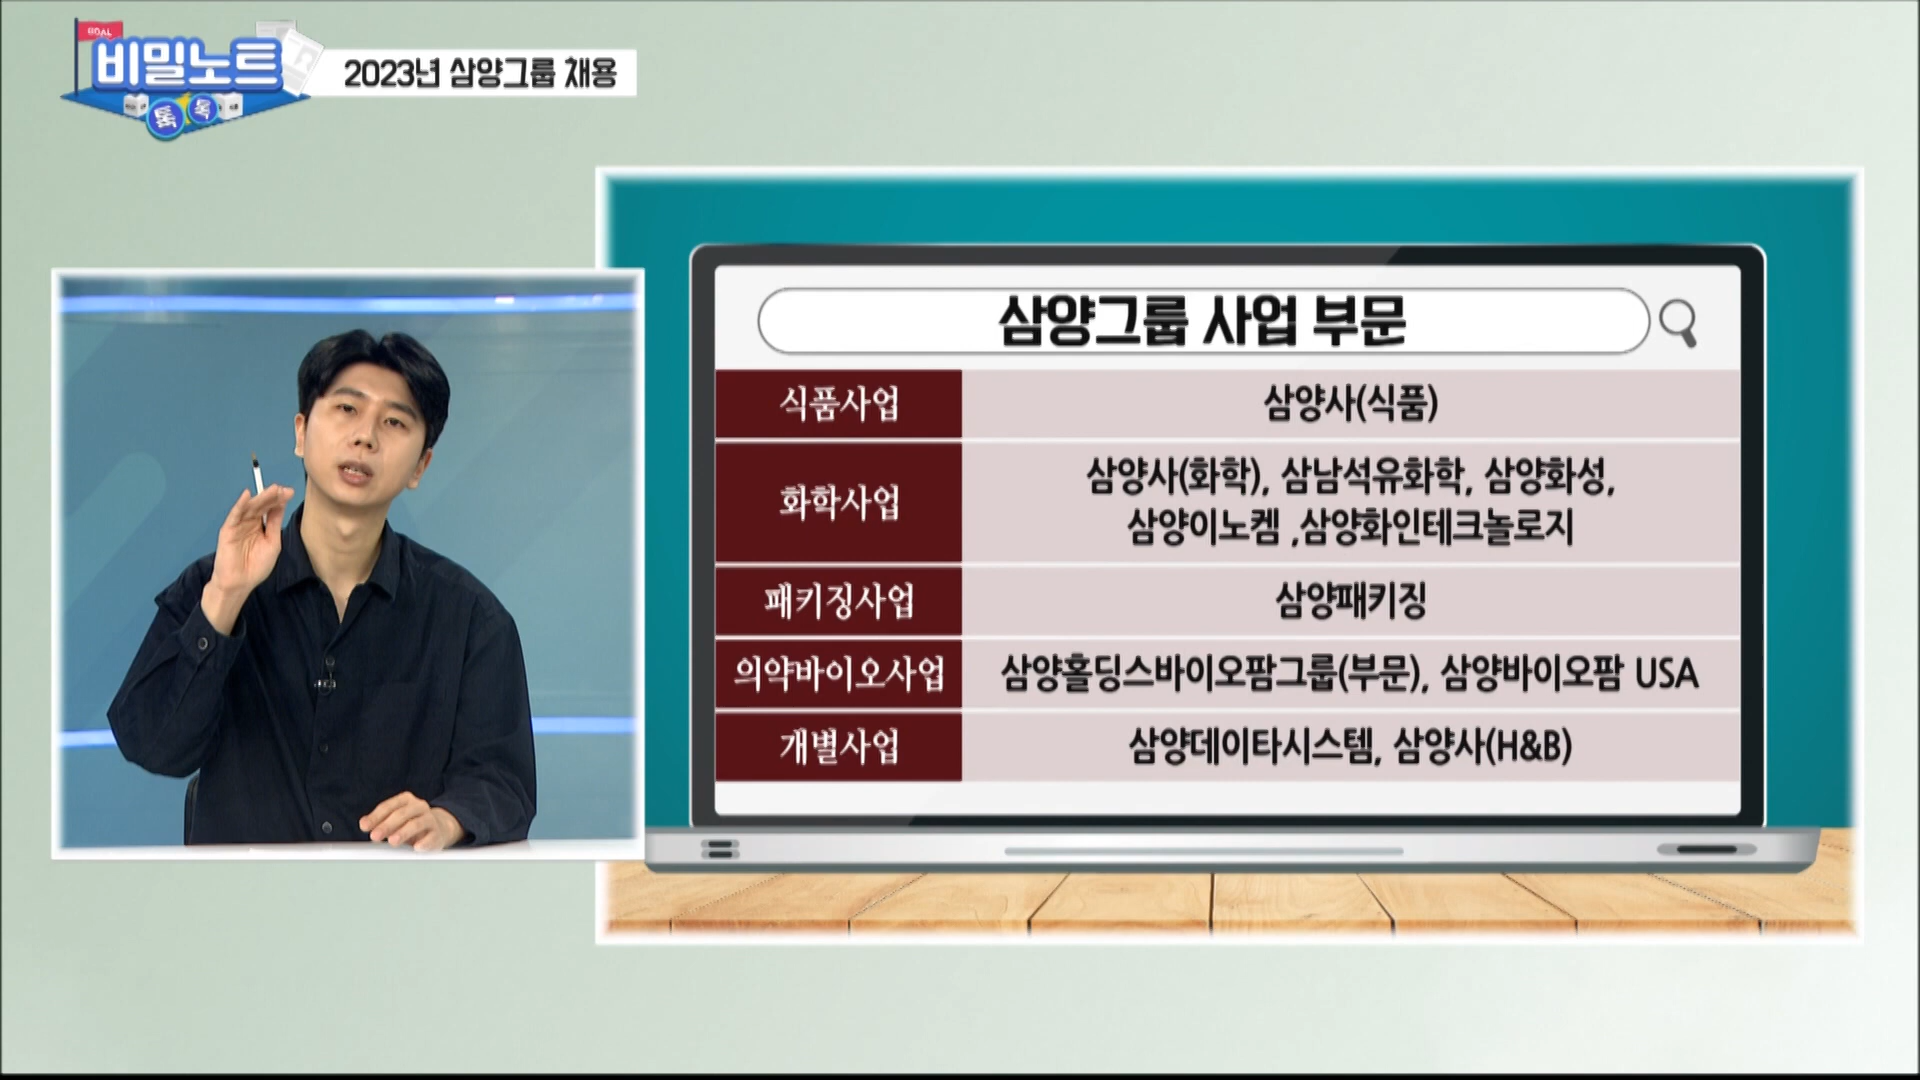 GOAL
비밀노트
톡톡
2023년 삼양그룹 채용
삼양그룹 사업 부문
식품사업
삼양사(식품)
화학사업
삼양사(화학), 삼남석유화학, 삼양화성,
삼양이노켐 ,삼양화인테크놀로지
패키징사업
삼양패키징
의약바이오사업
삼양홀딩스바이오팜그룹(부문), 삼양바이오팜 USA
개별사업
삼양데이타시스템, 삼양사(H&B)